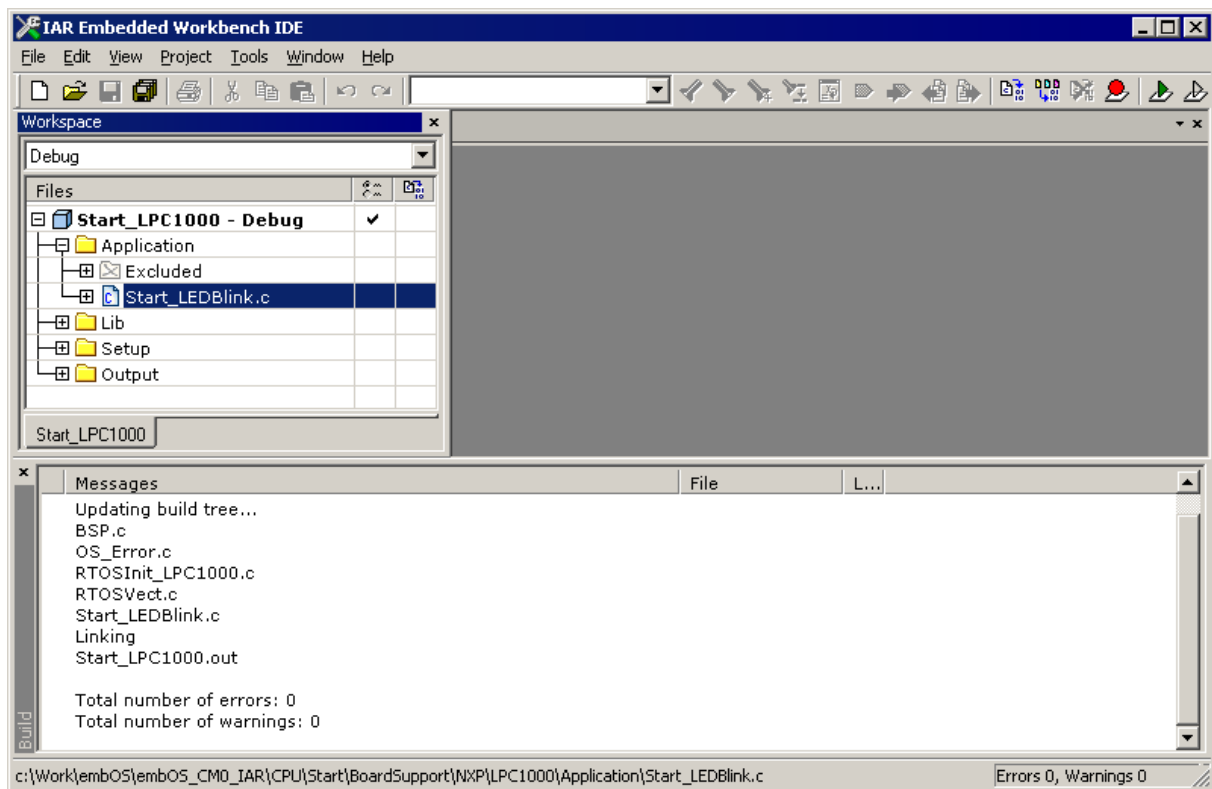 IAR Embedded Workbench IDE
File Edit View Project Tools Window Help
Workspace
Debug
Files
Start_LPC1000 - Debug
Application
Excluded
Start_LEDBlink.c
Lib
Setup
Output
Start_LPC1000
Messages File L...
Updating build tree...
BSP.c
OS_Error.c
RTOSInit_LPC1000.c
RTOSVect.c
Start_LEDBlink.c
Linking
Start_LPC1000.out
Total number of errors: 0
Total number of warnings: 0
Build
c:\Work\embOS\embOS_CM0_IAR\CPU\Start\BoardSupport\NXP\LPC1000\Application\Start_LEDBlink.c Errors 0, Warnings 0